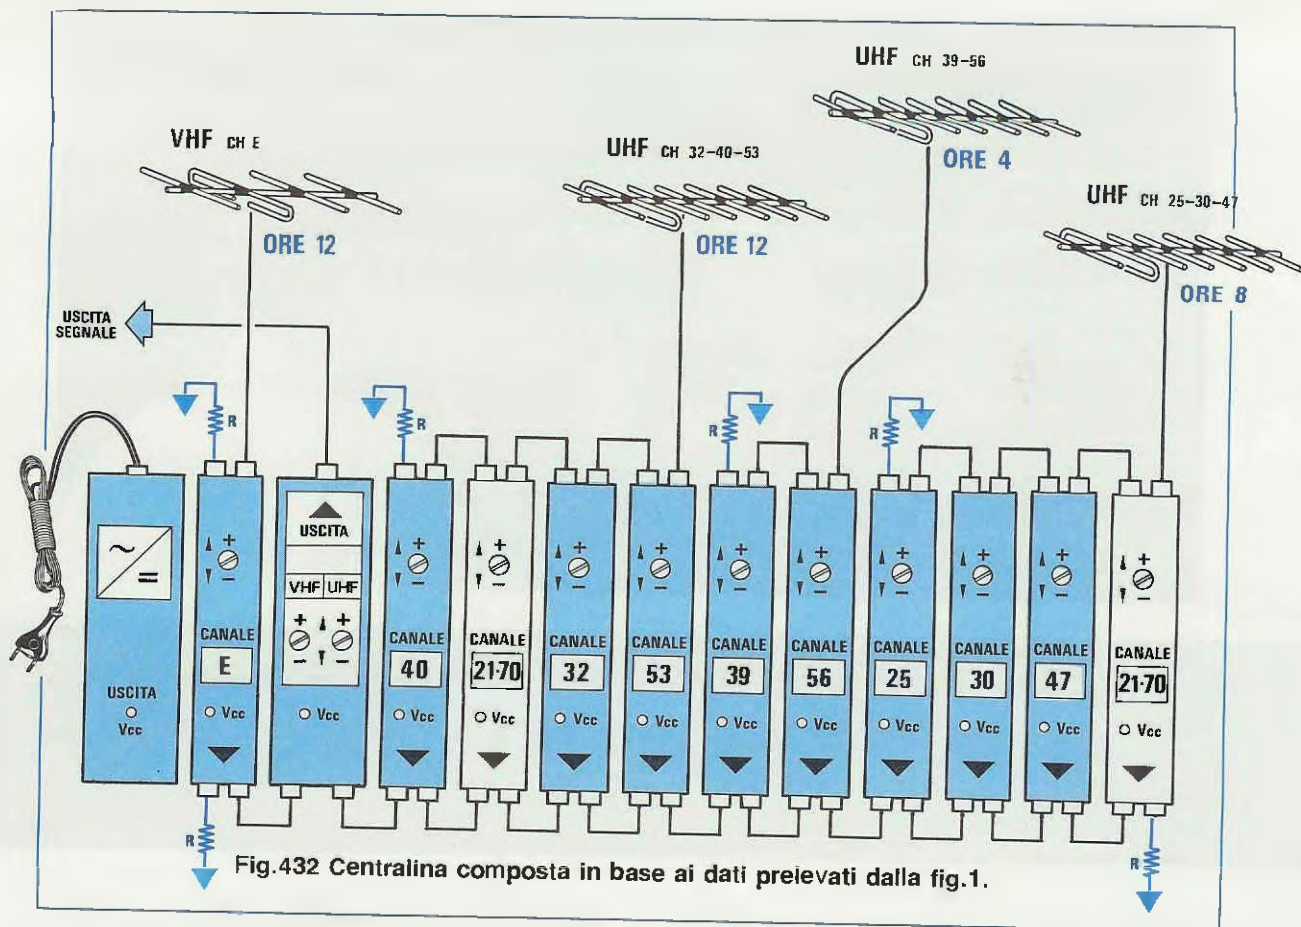 UHF CH 39-56
ORE 4
VHF CH E
ORE 12
UHF CH 32-40-53
ORE 12
UHF CH 25-30-47
ORE 8
USCITA
SEGNALE
R
R
R
R
USCITA
Vcc
+
-
CANALE
E
Vcc
USCITA
VHF UHF
+ +
- -
Vcc
+
-
CANALE
40
Vcc
+
-
CANALE
21-70
Vcc
+
-
CANALE
32
Vcc
+
-
CANALE
53
Vcc
+
-
CANALE
39
Vcc
+
-
CANALE
56
Vcc
+
-
CANALE
25
Vcc
+
-
CANALE
30
Vcc
+
-
CANALE
47
Vcc
+
-
CANALE
21-70
Vcc
R
R
Fig.432 Centralina composta in base ai dati prelevati dalla fig.1.